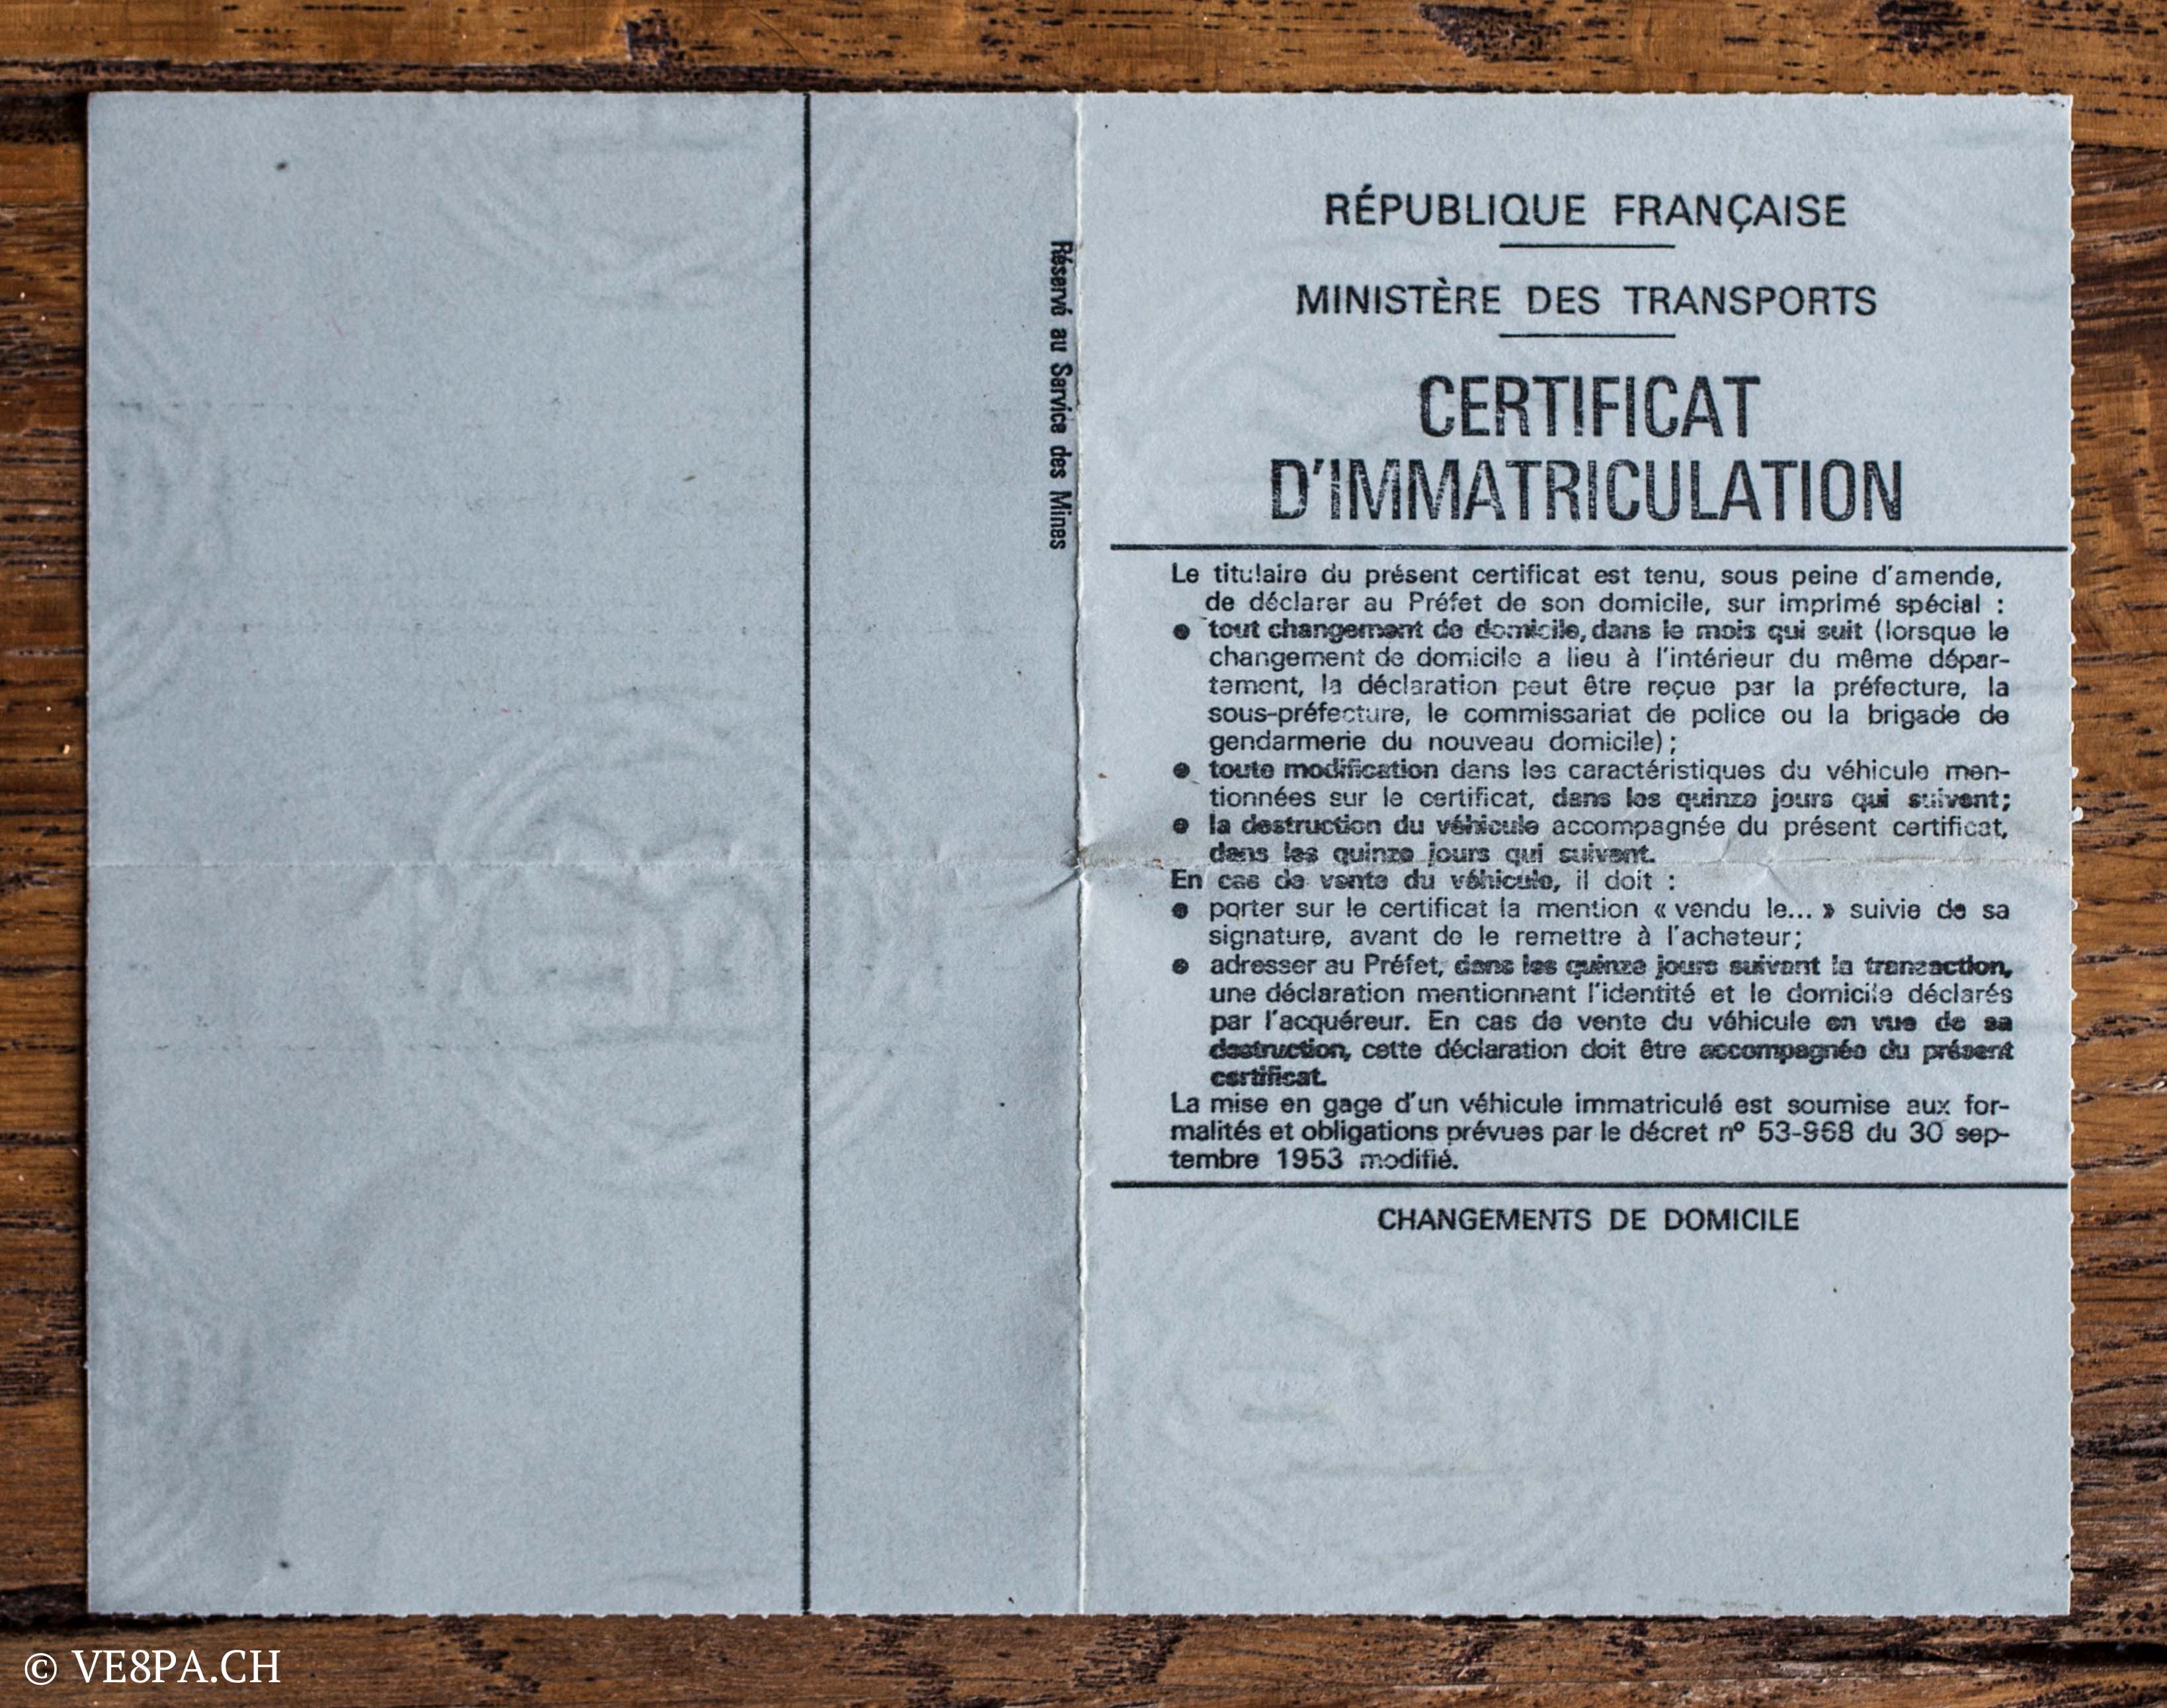 Réservé au Service des Mines
RÉPUBLIQUE FRANÇAISE
MINISTÈRE DES TRANSPORTS
CERTIFICAT
D'IMMATRICULATION
Le titulaire du présent certificat est tenu, sous peine d'amende,
de déclarer au Préfet de son domicile, sur imprimé spécial :
● tout changement de domicile, dans le mois qui suit (lorsque le
changement de domicile a lieu à l'intérieur du même dépar-
tement, la déclaration peut être reçue par la préfecture, la
sous-préfecture, le commissariat de police ou la brigade de
gendarmerie du nouveau domicile) ;
● toute modification dans les caractéristiques du véhicule men-
tionnées sur le certificat, dans les quinze jours qui suivent;
● la destruction du véhicule accompagnée du présent certificat,
dans les quinze jours qui suivent.
En cas de vente du véhicule, il doit :
● porter sur le certificat la mention « vendu le... » suivie de sa
signature, avant de le remettre à l'acheteur;
● adresser au Préfet, dans les quinze jours suivant la transaction,
une déclaration mentionnant l'identité et le domicile déclarés
par l'acquéreur. En cas de vente du véhicule en vue de sa
destruction, cette déclaration doit être accompagnée du présent
certificat.
La mise en gage d'un véhicule immatriculé est soumise aux for-
malités et obligations prévues par le décret nº 53-968 du 30 sep-
tembre 1953 modifié.
CHANGEMENTS DE DOMICILE
© VE8PA.CH